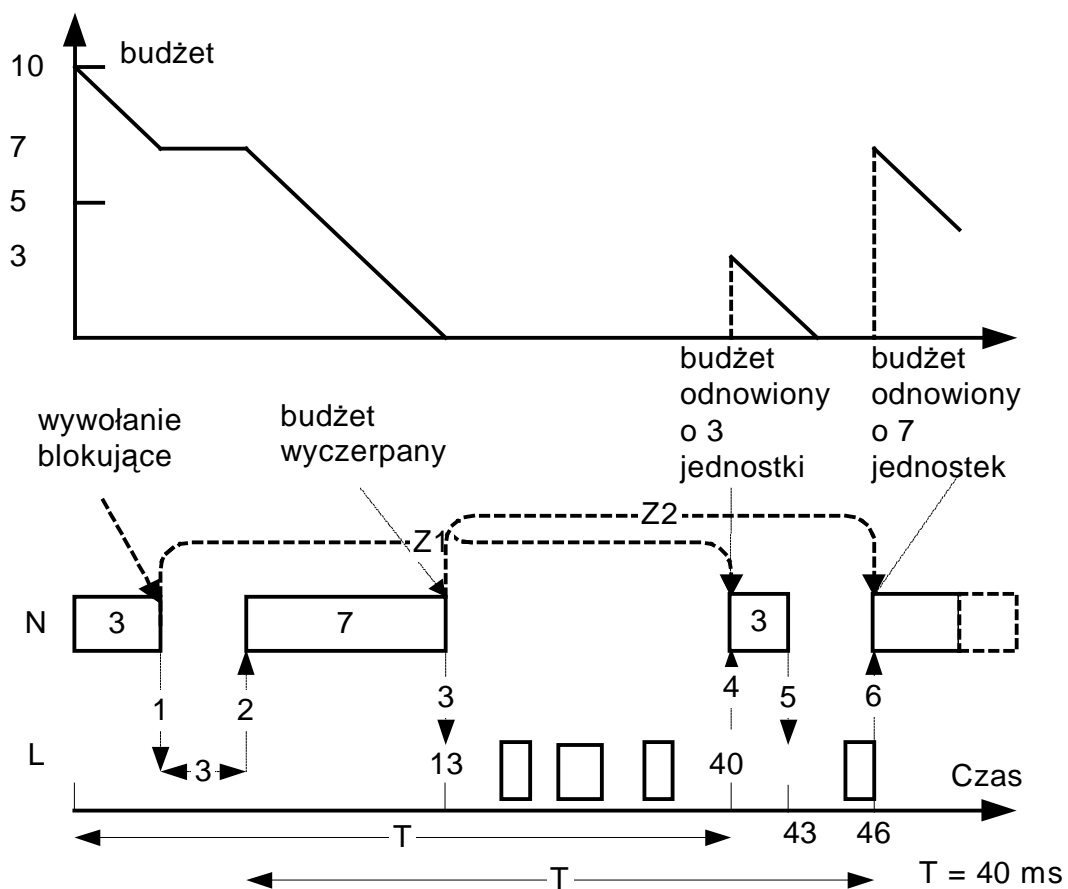 budżet
10
7
5
3
budżet
odnowiony
o 3
jednostki
budżet
odnowiony
o 7
jednostek
wywołanie
blokujące
budżet
wyczerpany
Z1
Z2
N
3
7
3
1
2
3
4
5
6
L
3
13
40
Czas
43
46
T
T
T = 40 ms